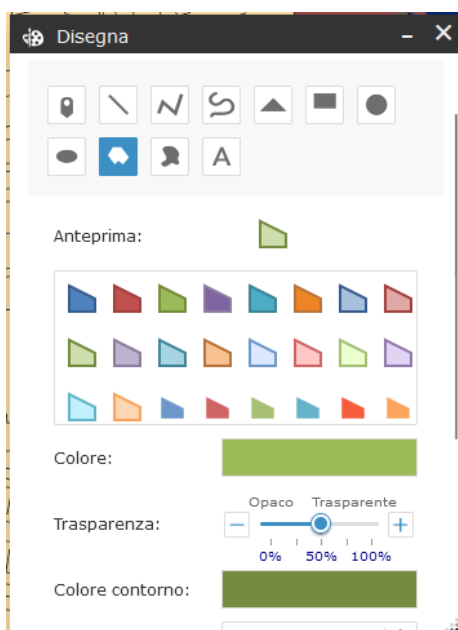 Disegna
A
Anteprima:
Colore:
Opaco Trasparente
Trasparenza:
0% 50% 100%
Colore contorno: